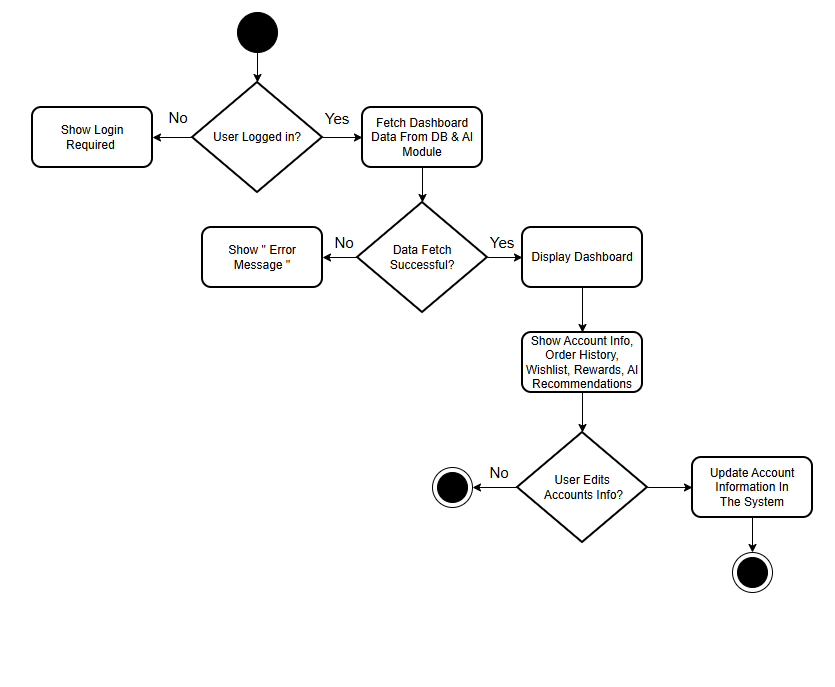 No
Yes
Show Login
Required
User Logged in?
Fetch Dashboard
Data From DB & AI
Module
No
Yes
Show " Error
Message "
Data Fetch
Successful?
Display Dashboard
Show Account Info,
Order History,
Wishlist, Rewards, AI
Recommendations
No
User Edits
Accounts Info?
Update Account
Information In
The System